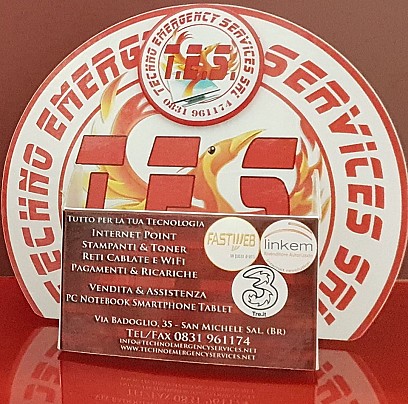 TECHNO EMERGENCY SERVICES SRL
T.E.S.
0831 961174
TECHNO EMERGENCY SERVICES SRL
TES
TUTTO PER LA TUA TECNOLOGIA
INTERNET POINT
STAMPANTI & TONER
RETI CABLATE E WIFI
PAGAMENTI & RICARICHE
VENDITA & ASSISTENZA
PC NOTEBOOK SMARTPHONE TABLET
FASTWEB
linkem
3
Tre.it
VIA BADOGLIO, 35 - SAN MICHELE SAL. (BR)
TEL/FAX 0831 961174
INFO@TECHNOEMERGENCYSERVICES.NET
WWW.TECHNOEMERGENCYSERVICES.NET